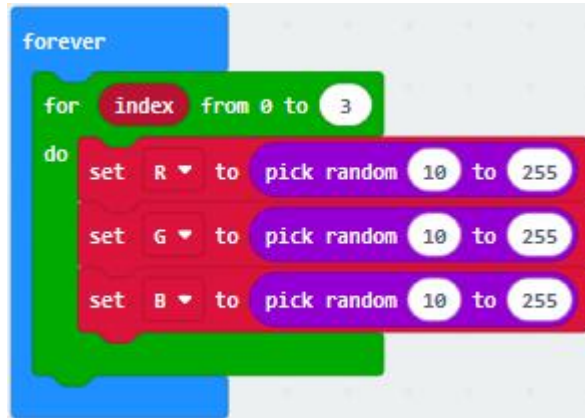 forever
for index from 0 to 3
do
set R to pick random 10 to 255
set G to pick random 10 to 255
set B to pick random 10 to 255